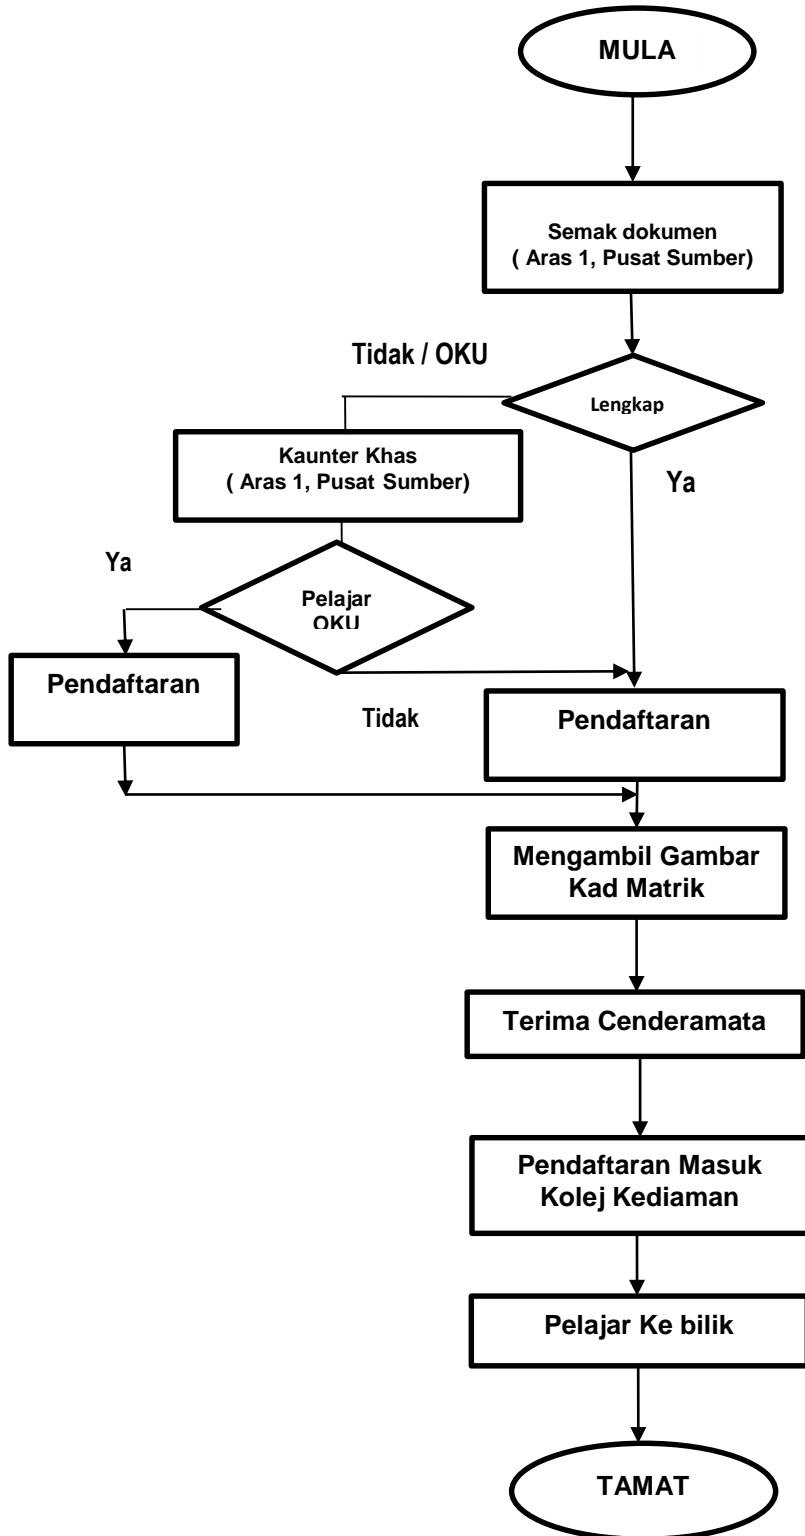 MULA
Semak dokumen
( Aras 1, Pusat Sumber)
Tidak / OKU
Lengkap
Kaunter Khas
( Aras 1, Pusat Sumber)
Ya
Ya
Pelajar
OKU
Pendaftaran
Tidak
Pendaftaran
Mengambil Gambar
Kad Matrik
Terima Cenderamata
Pendaftaran Masuk
Kolej Kediaman
Pelajar Ke bilik
TAMAT